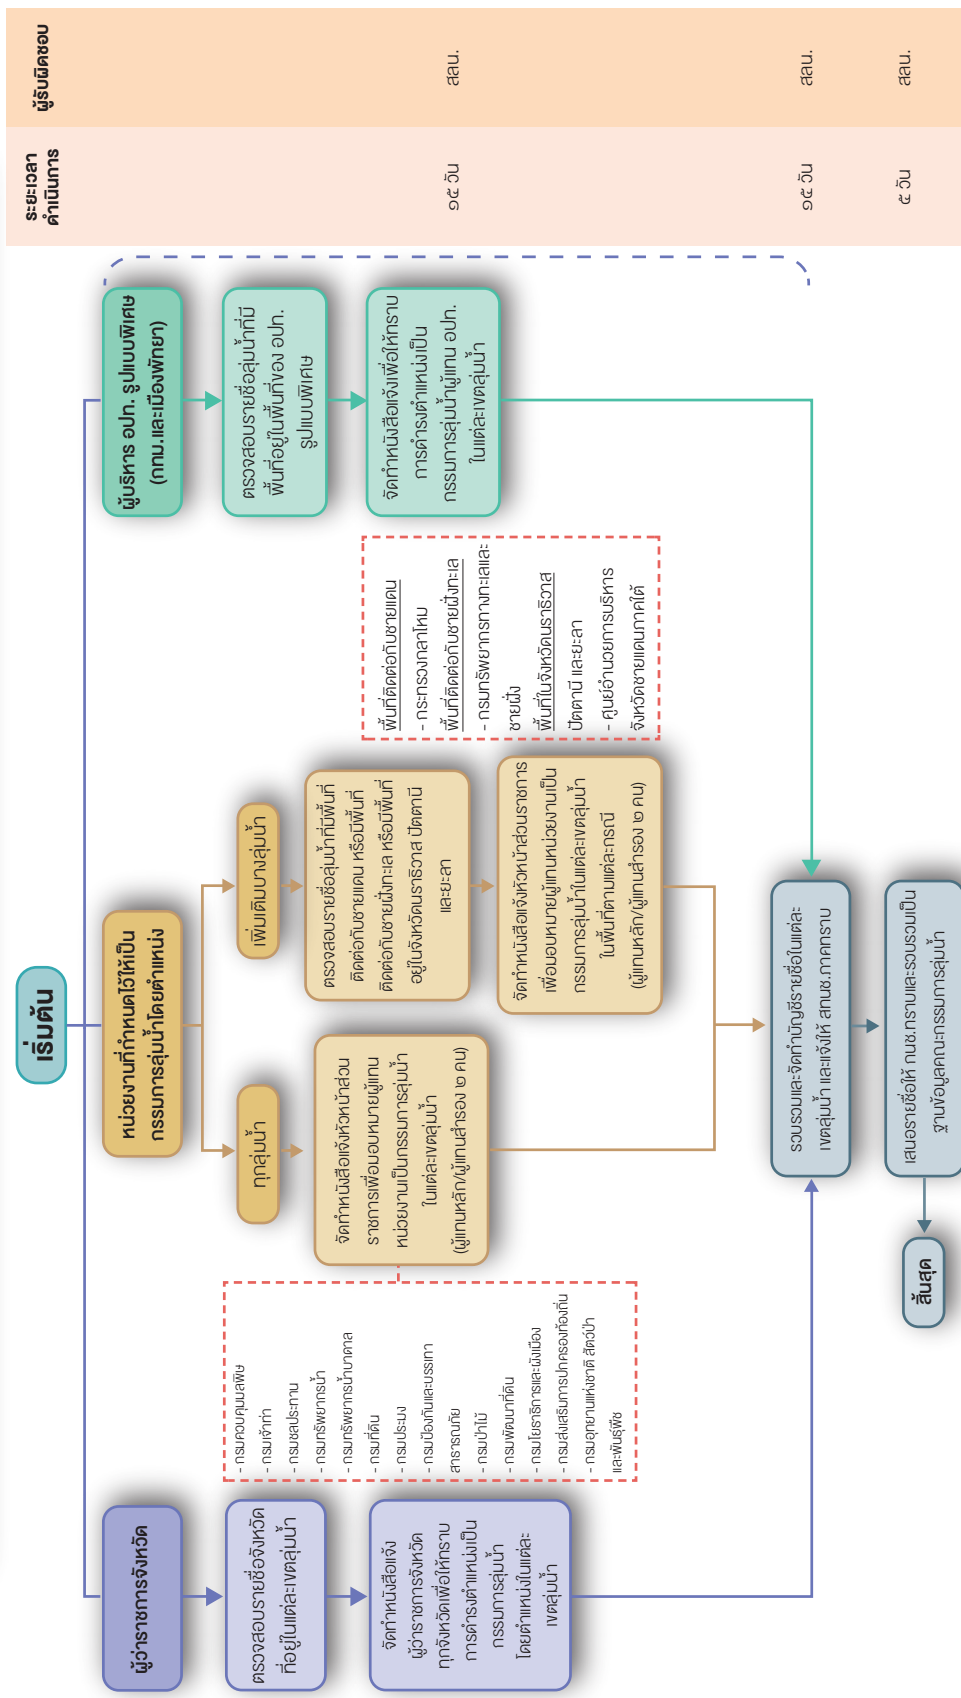 เริ่มต้น
ระยะเวลา
ดำเนินการ
ผู้รับผิดชอบ
ผู้ว่าราชการจังหวัด
ตรวจสอบรายชื่อจังหวัด
ที่อยู่ในแต่ละเขตลุ่มน้ำ
จัดทำหนังสือแจ้ง
ผู้ว่าราชการจังหวัด
ทุกจังหวัดเพื่อให้ทราบ
การดำรงตำแหน่งเป็น
กรรมการลุ่มน้ำ
โดยตำแหน่งในแต่ละ
เขตลุ่มน้ำ
หน่วยงานที่กำหนดไว้ให้เป็น
กรรมการลุ่มน้ำโดยตำแหน่ง
ทุกลุ่มน้ำ
จัดทำหนังสือแจ้งหัวหน้าส่วน
ราชการเพื่อมอบหมายผู้แทน
หน่วยงานเป็นกรรมการลุ่มน้ำ
ในแต่ละเขตลุ่มน้ำ
(ผู้แทนหลัก/ผู้แทนสำรอง ๒ คน)
- กรมควบคุมมลพิษ
- กรมเจ้าท่า
- กรมชลประทาน
- กรมทรัพยากรน้ำ
- กรมทรัพยากรน้ำบาดาล
- กรมที่ดิน
- กรมประมง
- กรมป้องกันและบรรเทา
สาธารณภัย
- กรมป่าไม้
- กรมพัฒนาที่ดิน
- กรมโยธาธิการและผังเมือง
- กรมส่งเสริมการปกครองท้องถิ่น
- กรมอุทยานแห่งชาติ สัตว์ป่า
และพันธุ์พืช
เพิ่มเติมบางลุ่มน้ำ
ตรวจสอบรายชื่อลุ่มน้ำที่มีพื้นที่
ติดต่อกับชายแดน หรือมีพื้นที่
ติดต่อกับชายฝั่งทะเล หรือมีพื้นที่
อยู่ในจังหวัดนราธิวาส ปัตตานี
และยะลา
จัดทำหนังสือแจ้งหัวหน้าส่วนราชการ
เพื่อมอบหมายผู้แทนหน่วยงานเป็น
กรรมการลุ่มน้ำในแต่ละเขตลุ่มน้ำ
ในพื้นที่ตามแต่ละกรณี
(ผู้แทนหลัก/ผู้แทนสำรอง ๒ คน)
พื้นที่ติดต่อกับชายแดน
- กระทรวงกลาโหม
พื้นที่ติดต่อกับชายฝั่งทะเล
- กรมทรัพยากรทางทะเลและ
ชายฝั่ง
พื้นที่ในจังหวัดนราธิวาส
ปัตตานี และยะลา
- ศูนย์อำนวยการบริหาร
จังหวัดชายแดนภาคใต้
ผู้บริหาร อปท. รูปแบบพิเศษ
(กทม.และเมืองพัทยา)
ตรวจสอบรายชื่อลุ่มน้ำที่มี
พื้นที่อยู่ในพื้นที่ของ อปท.
รูปแบบพิเศษ
จัดทำหนังสือแจ้งเพื่อให้ทราบ
การดำรงตำแหน่งเป็น
กรรมการลุ่มน้ำผู้แทน อปท.
ในแต่ละเขตลุ่มน้ำ
๑๕ วัน
สลน.
รวบรวมและจัดทำบัญชีรายชื่อในแต่ละ
เขตลุ่มน้ำ และแจ้งให้ สทนช.ภาคทราบ
๑๕ วัน
สลน.
เสนอรายชื่อให้ กนช.ทราบและรวบรวมเป็น
ฐานข้อมูลคณะกรรมการลุ่มน้ำ
๕ วัน
สลน.
สิ้นสุด